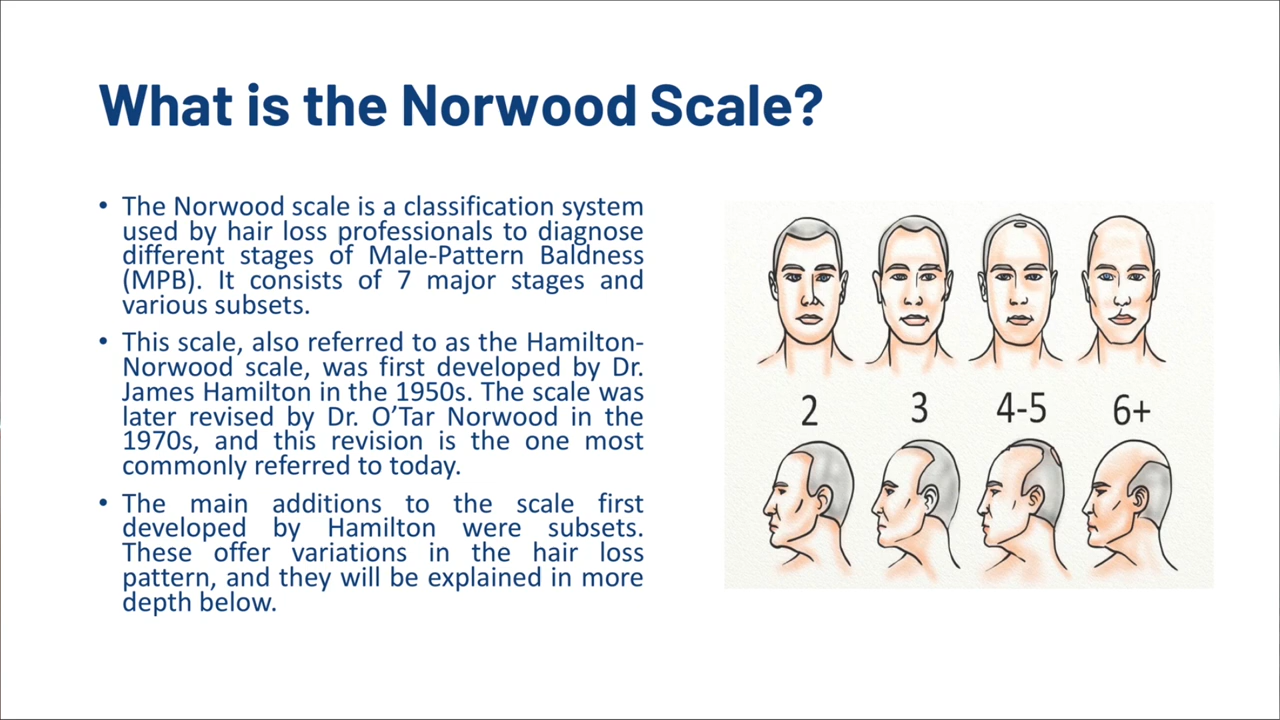 What is the Norwood Scale?
• The Norwood scale is a classification system
used by hair loss professionals to diagnose
different stages of Male-Pattern Baldness
(MPB). It consists of 7 major stages and
various subsets.
• This scale, also referred to as the Hamilton-
Norwood scale, was first developed by Dr.
James Hamilton in the 1950s. The scale was
later revised by Dr. O’Tar Norwood in the
1970s, and this revision is the one most
commonly referred to today.
• The main additions to the scale first
developed by Hamilton were subsets.
These offer variations in the hair loss
pattern, and they will be explained in more
depth below.
2 3 4-5 6+